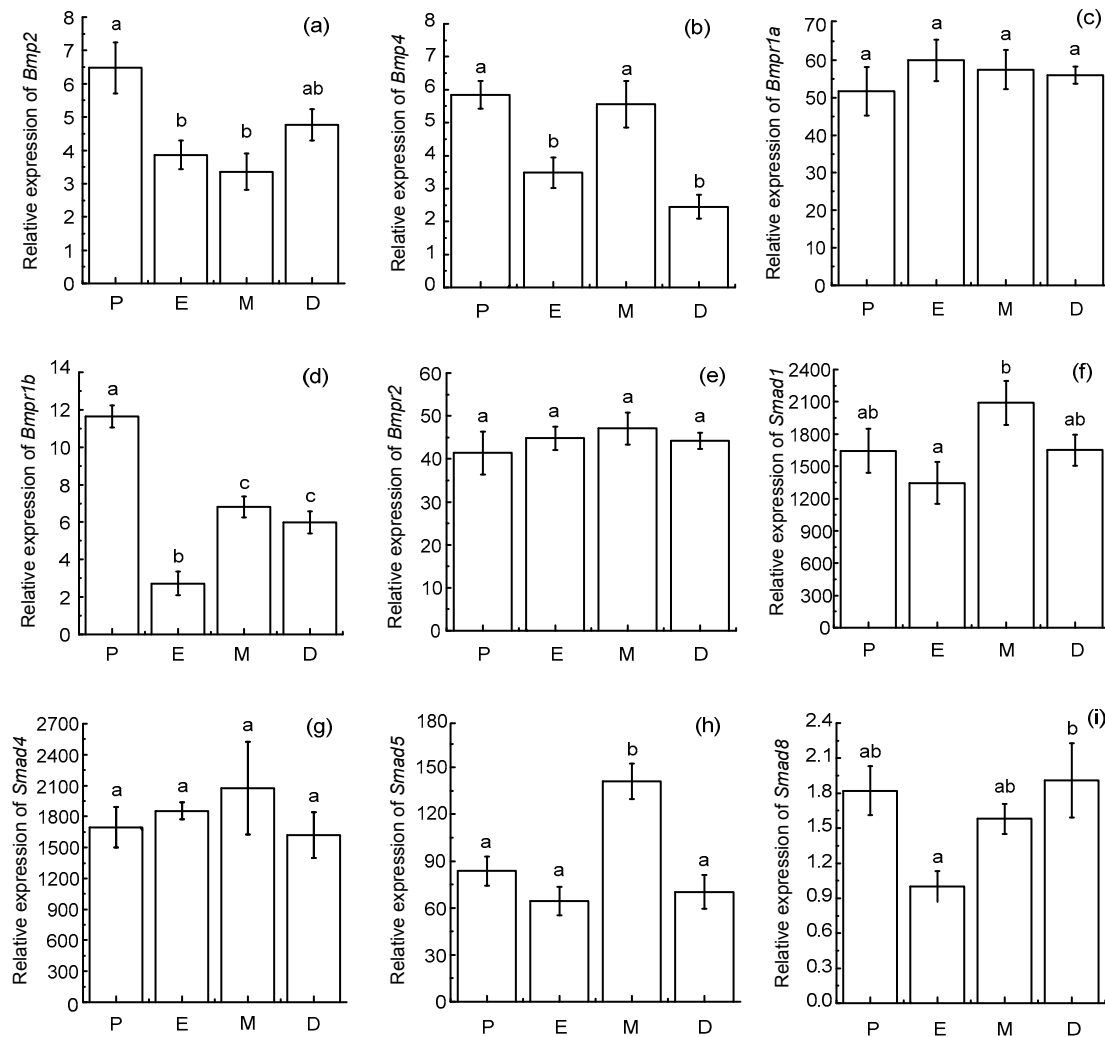 (a)
Relative expression of Bmp2
8
7
6
5
4
3
2
1
0
a
b
b
ab
P E M D
(b)
Relative expression of Bmp4
8
7
6
5
4
3
2
1
0
a
b
a
b
P E M D
(c)
Relative expression of Bmpr1a
70
60
50
40
30
20
10
0
a
a
a
a
P E M D
(d)
Relative expression of Bmpr1b
14
12
10
8
6
4
2
0
a
b
c
c
P E M D
(e)
Relative expression of Bmpr2
60
50
40
30
20
10
0
a
a
a
a
P E M D
(f)
Relative expression of Smad1
2400
2100
1800
1500
1200
900
600
300
0
ab
a
b
ab
P E M D
(g)
Relative expression of Smad4
2700
2400
2100
1800
1500
1200
900
600
300
0
a
a
a
a
P E M D
(h)
Relative expression of Smad5
180
150
120
90
60
30
0
a
a
b
a
P E M D
(i)
Relative expression of Smad8
2.4
2.1
1.8
1.5
1.2
0.9
0.6
0.3
0.0
ab
a
ab
b
P E M D